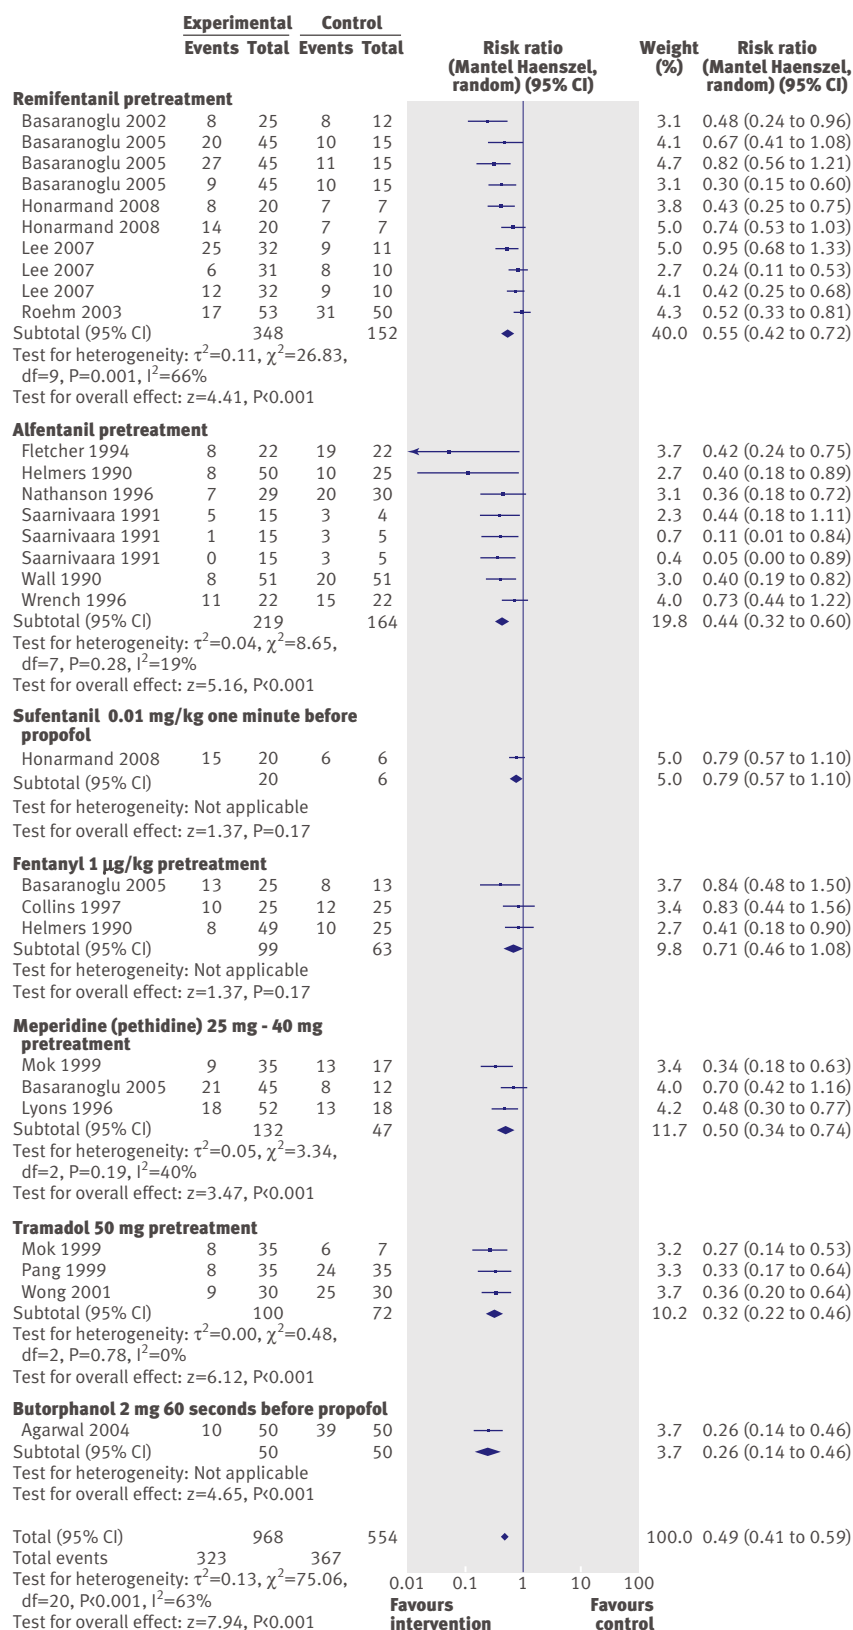 Experimental Control
Events Total Events Total Risk ratio Weight Risk ratio
(Mantel Haenszel, (%) (Mantel Haenszel,
random) (95% CI) random) (95% CI)
Remifentanil pretreatment
Basaranoglu 2002 8 25 8 12 3.1 0.48 (0.24 to 0.96)
Basaranoglu 2005 20 45 10 15 4.1 0.67 (0.41 to 1.08)
Basaranoglu 2005 27 45 11 15 4.7 0.82 (0.56 to 1.21)
Basaranoglu 2005 9 45 10 15 3.1 0.30 (0.15 to 0.60)
Honarmand 2008 8 20 7 7 3.8 0.43 (0.25 to 0.75)
Honarmand 2008 14 20 7 7 5.0 0.74 (0.53 to 1.03)
Lee 2007 25 32 9 11 5.0 0.95 (0.68 to 1.33)
Lee 2007 6 31 8 10 2.7 0.24 (0.11 to 0.53)
Lee 2007 12 32 9 10 4.1 0.42 (0.25 to 0.68)
Roehm 2003 17 53 31 50 4.3 0.52 (0.33 to 0.81)
Subtotal (95% CI) 348 152 40.0 0.55 (0.42 to 0.72)
Test for heterogeneity: τ²=0.11, χ²=26.83,
df=9, P=0.001, I²=66%
Test for overall effect: z=4.41, P<0.001
Alfentanil pretreatment
Fletcher 1994 8 22 19 22 3.7 0.42 (0.24 to 0.75)
Helmers 1990 8 50 10 25 2.7 0.40 (0.18 to 0.89)
Nathanson 1996 7 29 20 30 3.1 0.36 (0.18 to 0.72)
Saarnivaara 1991 5 15 3 4 2.3 0.44 (0.18 to 1.11)
Saarnivaara 1991 1 15 3 5 0.7 0.11 (0.01 to 0.84)
Saarnivaara 1991 0 15 3 5 0.4 0.05 (0.00 to 0.89)
Wall 1990 8 51 20 51 3.0 0.40 (0.19 to 0.82)
Wrench 1996 11 22 15 22 4.0 0.73 (0.44 to 1.22)
Subtotal (95% CI) 219 164 19.8 0.44 (0.32 to 0.60)
Test for heterogeneity: τ²=0.04, χ²=8.65,
df=7, P=0.28, I²=19%
Test for overall effect: z=5.16, P<0.001
Sufentanil 0.01 mg/kg one minute before
propofol
Honarmand 2008 15 20 6 6 5.0 0.79 (0.57 to 1.10)
Subtotal (95% CI) 20 6 5.0 0.79 (0.57 to 1.10)
Test for heterogeneity: Not applicable
Test for overall effect: z=1.37, P=0.17
Fentanyl 1 µg/kg pretreatment
Basaranoglu 2005 13 25 8 13 3.7 0.84 (0.48 to 1.50)
Collins 1997 10 25 12 25 3.4 0.83 (0.44 to 1.56)
Helmers 1990 8 49 10 25 2.7 0.41 (0.18 to 0.90)
Subtotal (95% CI) 99 63 9.8 0.71 (0.46 to 1.08)
Test for heterogeneity: Not applicable
Test for overall effect: z=1.37, P=0.17
Meperidine (pethidine) 25 mg - 40 mg
pretreatment
Mok 1999 9 35 13 17 3.4 0.34 (0.18 to 0.63)
Basaranoglu 2005 21 45 8 12 4.0 0.70 (0.42 to 1.16)
Lyons 1996 18 52 13 18 4.2 0.48 (0.30 to 0.77)
Subtotal (95% CI) 132 47 11.7 0.50 (0.34 to 0.74)
Test for heterogeneity: τ²=0.05, χ²=3.34,
df=2, P=0.19, I²=40%
Test for overall effect: z=3.47, P<0.001
Tramadol 50 mg pretreatment
Mok 1999 8 35 6 7 3.2 0.27 (0.14 to 0.53)
Pang 1999 8 35 24 35 3.3 0.33 (0.17 to 0.64)
Wong 2001 9 30 25 30 3.7 0.36 (0.20 to 0.64)
Subtotal (95% CI) 100 72 10.2 0.32 (0.22 to 0.46)
Test for heterogeneity: τ²=0.00, χ²=0.48,
df=2, P=0.78, I²=0%
Test for overall effect: z=6.12, P<0.001
Butorphanol 2 mg 60 seconds before propofol
Agarwal 2004 10 50 39 50 3.7 0.26 (0.14 to 0.46)
Subtotal (95% CI) 50 50 3.7 0.26 (0.14 to 0.46)
Test for heterogeneity: Not applicable
Test for overall effect: z=4.65, P<0.001
Total (95% CI) 968 554 100.0 0.49 (0.41 to 0.59)
Total events 323 367
Test for heterogeneity: τ²=0.13, χ²=75.06,
df=20, P<0.001, I²=63%
Test for overall effect: z=7.94, P<0.001
0.01 0.1 1 10 100
Favours Favours
intervention control